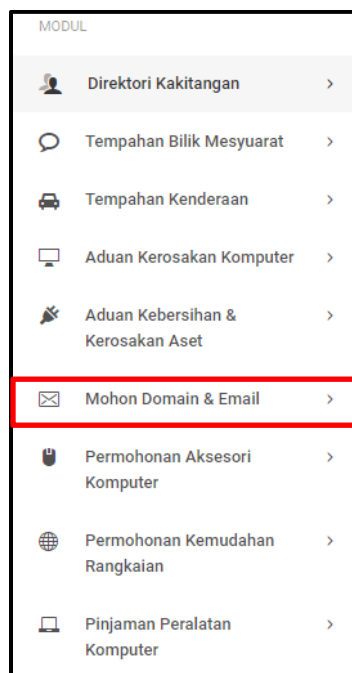 MODUL
Direktori Kakitangan
Tempahan Bilik Mesyuarat
Tempahan Kenderaan
Aduan Kerosakan Komputer
Aduan Kebersihan &
Kerosakan Aset
Mohon Domain & Email
Permohonan Aksesori
Komputer
Permohonan Kemudahan
Rangkaian
Pinjaman Peralatan
Komputer